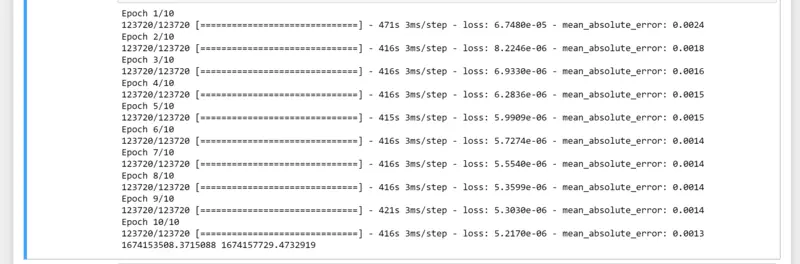 Epoch 1/10
123720/123720 [==============================] - 471s 3ms/step - loss: 6.7480e-05 - mean_absolute_error: 0.0024
Epoch 2/10
123720/123720 [==============================] - 416s 3ms/step - loss: 8.2246e-06 - mean_absolute_error: 0.0018
Epoch 3/10
123720/123720 [==============================] - 416s 3ms/step - loss: 6.9330e-06 - mean_absolute_error: 0.0016
Epoch 4/10
123720/123720 [==============================] - 416s 3ms/step - loss: 6.2836e-06 - mean_absolute_error: 0.0015
Epoch 5/10
123720/123720 [==============================] - 415s 3ms/step - loss: 5.9909e-06 - mean_absolute_error: 0.0015
Epoch 6/10
123720/123720 [==============================] - 416s 3ms/step - loss: 5.7274e-06 - mean_absolute_error: 0.0014
Epoch 7/10
123720/123720 [==============================] - 416s 3ms/step - loss: 5.5540e-06 - mean_absolute_error: 0.0014
Epoch 8/10
123720/123720 [==============================] - 416s 3ms/step - loss: 5.3599e-06 - mean_absolute_error: 0.0014
Epoch 9/10
123720/123720 [==============================] - 421s 3ms/step - loss: 5.3030e-06 - mean_absolute_error: 0.0014
Epoch 10/10
123720/123720 [==============================] - 416s 3ms/step - loss: 5.2170e-06 - mean_absolute_error: 0.0013
1674153508.3715088 1674157729.4732919